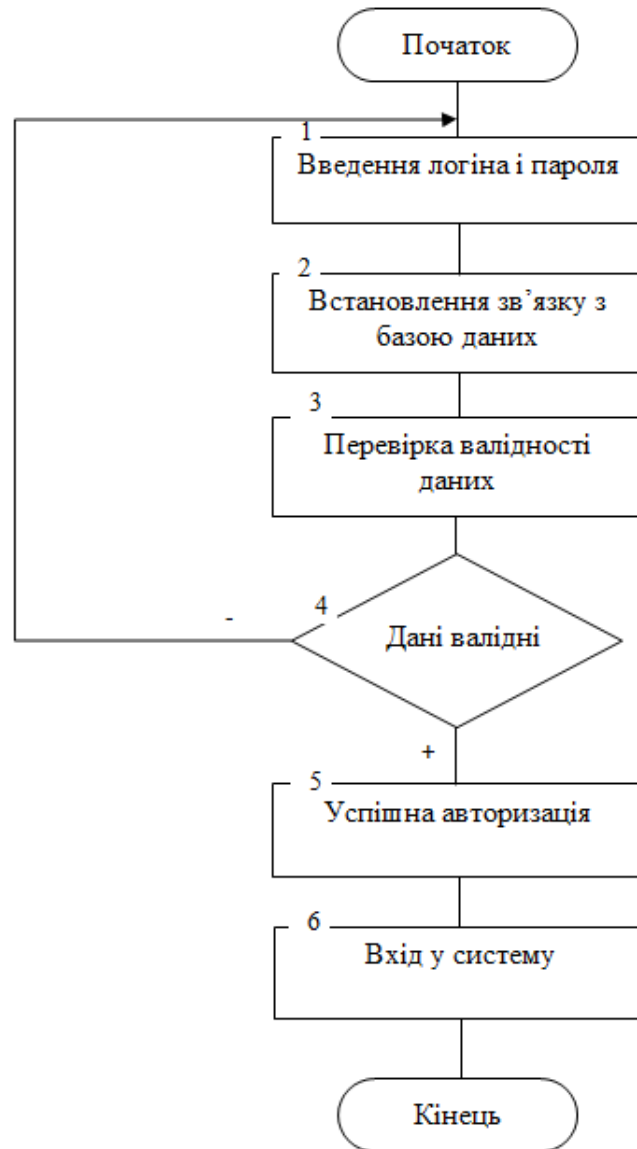 Початок
1
Введення логіна і пароля
2
Встановлення зв’язку з
базою даних
3
Перевірка валідності
даних
4
Дані валідні
-
+
5
Успішна авторизація
6
Вхід у систему
Кінець